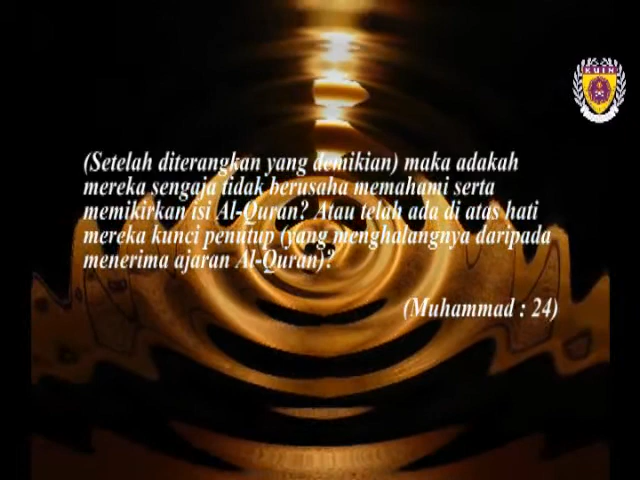 KUIN
(Setelah diterangkan yang demikian) maka adakah
mereka sengaja tidak berusaha memahami serta
memikirkan isi Al-Quran? Atau telah ada di atas hati
mereka kunci penutup (yang menghalangnya daripada
menerima ajaran Al-Quran)?
(Muhammad : 24)